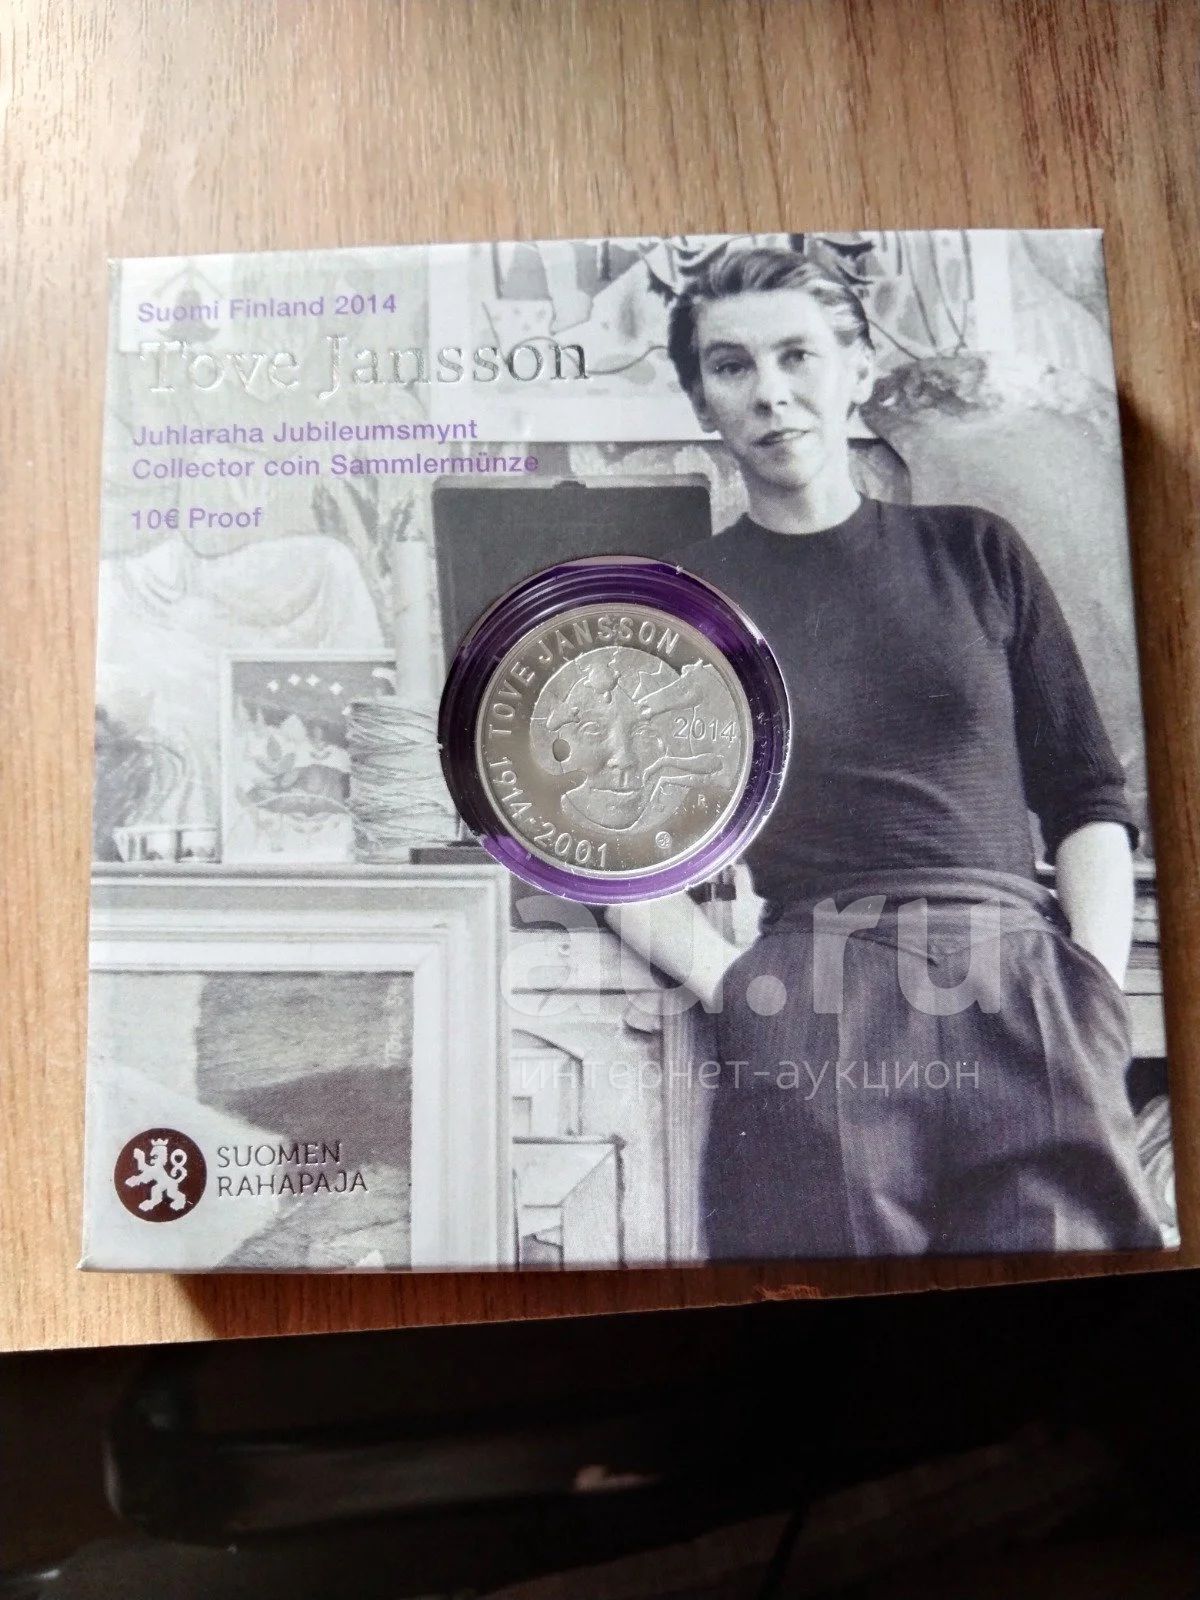 Suomi Finland 2014
Tove Jansson
Juhlaraha Jubileumsmynt
Collector coin Sammlermünze
10€ Proof
1914-2001 TOVE JANSSON
2014
R
au.ru
интернет-аукцион
SUOMEN
RAHAPAJA